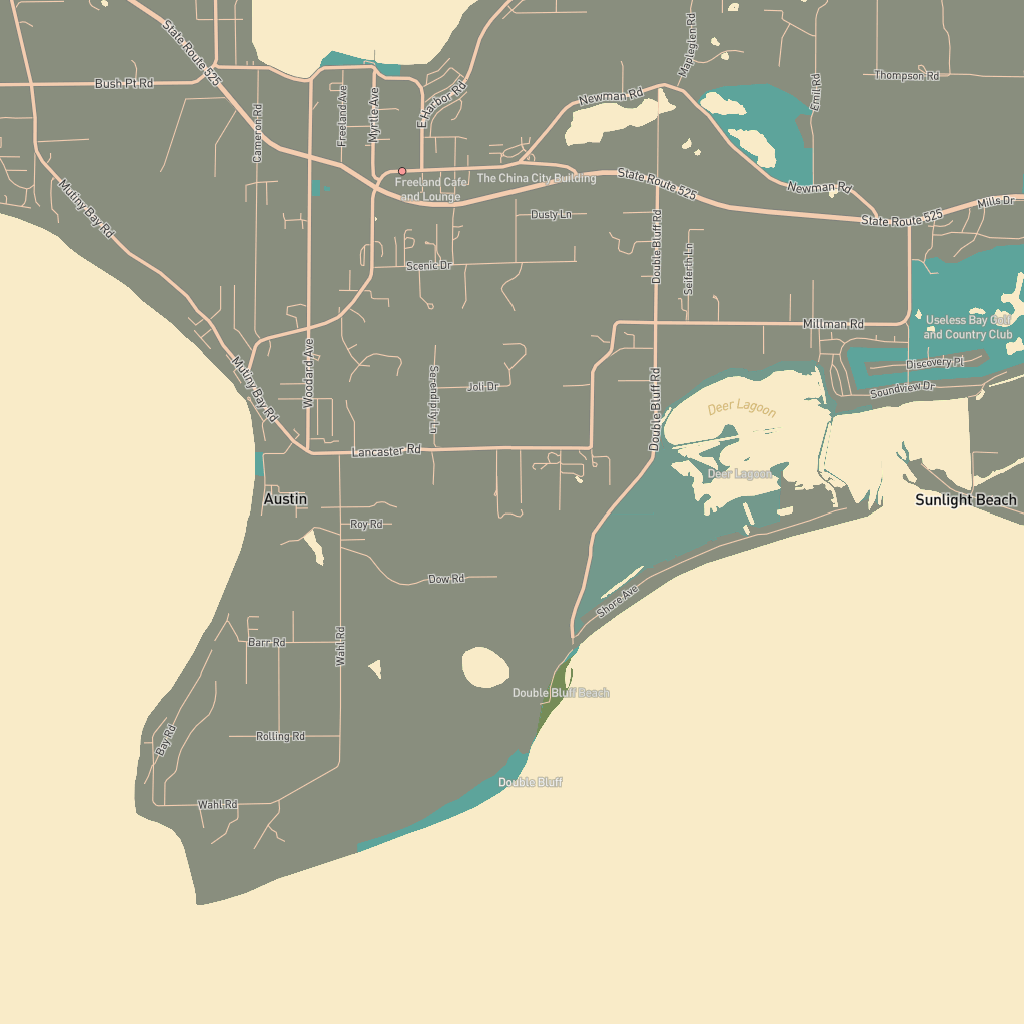 State Route 525
Mapleglen Rd
Bush Pt Rd
Thompson Rd
Emil Rd
E Harbor Rd
Newman Rd
Freeland Ave
Myrtle Ave
Cameron Rd
Freeland Cafe
and Lounge
The China City Building
State Route 525
Newman Rd
Mutiny Bay Rd
Dusty Ln
State Route 525
Mills Dr
Double Bluff Rd
Seiferth Ln
Scenic Dr
Useless Bay Golf
and Country Club
Millman Rd
Discovery Pl
Mutiny Bay Rd
Woodard Ave
Serendipity Ln
Joli Dr
Soundview Dr
Double Bluff Rd
Deer Lagoon
Lancaster Rd
Deer Lagoon
Austin
Sunlight Beach
Roy Rd
Dow Rd
Shore Ave
Barr Rd
Wahl Rd
Double Bluff Beach
Bay Rd
Rolling Rd
Double Bluff
Wahl Rd